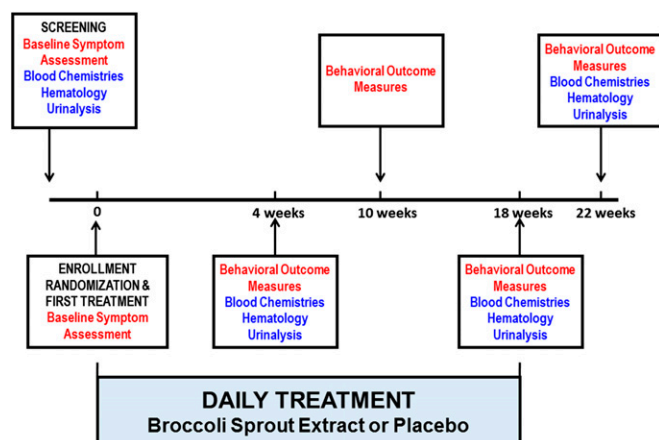 SCREENING
Baseline Symptom
Assessment
Blood Chemistries
Hematology
Urinalysis
Behavioral Outcome
Measures
Behavioral Outcome
Measures
Blood Chemistries
Hematology
Urinalysis
0
4 weeks
10 weeks
18 weeks
22 weeks
ENROLLMENT
RANDOMIZATION &
FIRST TREATMENT
Baseline Symptom
Assessment
Behavioral Outcome
Measures
Blood Chemistries
Hematology
Urinalysis
Behavioral Outcome
Measures
Blood Chemistries
Hematology
Urinalysis
DAILY TREATMENT
Broccoli Sprout Extract or Placebo